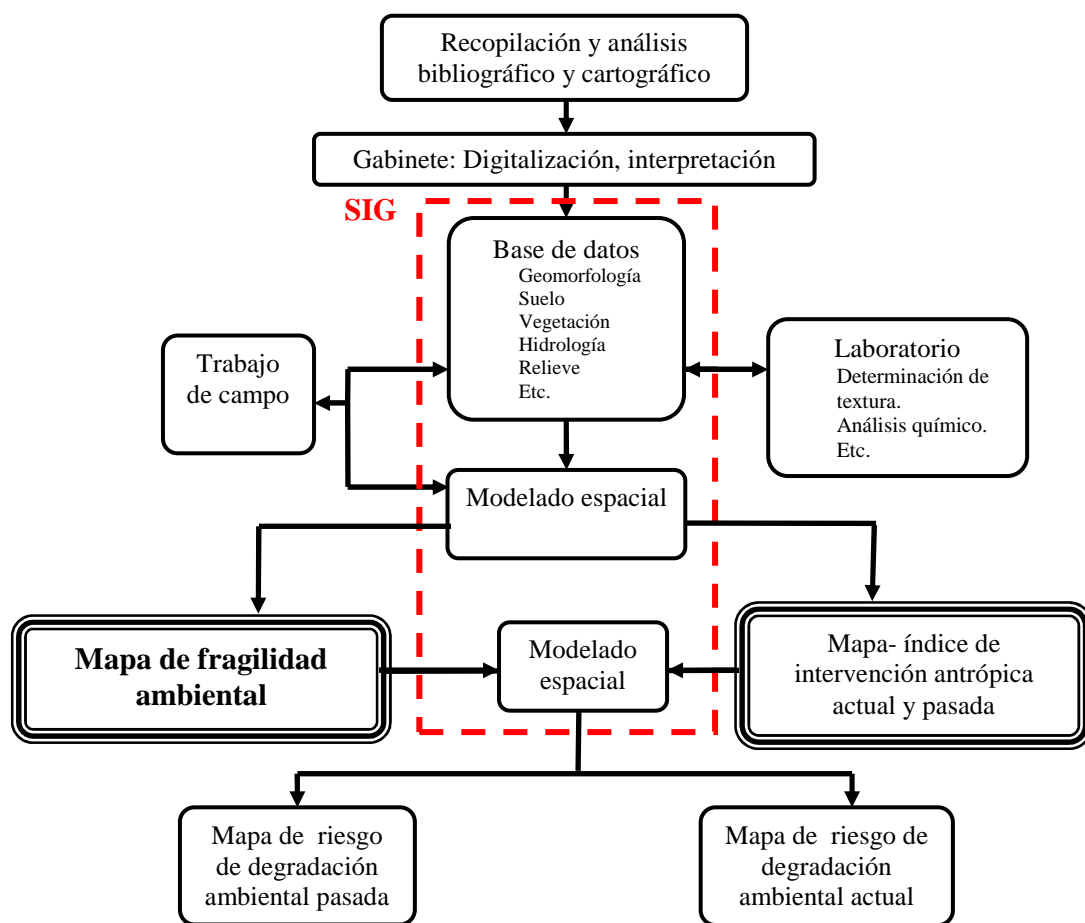 Recopilación y análisis
bibliográfico y cartográfico
Gabinete: Digitalización, interpretación
SIG
Base de datos
Geomorfología
Suelo
Vegetación
Hidrología
Relieve
Etc.
Trabajo
de campo
Laboratorio
Determinación de
textura.
Análisis químico.
Etc.
Modelado espacial
Mapa de fragilidad
ambiental
Modelado
espacial
Mapa- índice de
intervención antrópica
actual y pasada
Mapa de riesgo
de degradación
ambiental pasada
Mapa de riesgo de
degradación
ambiental actual